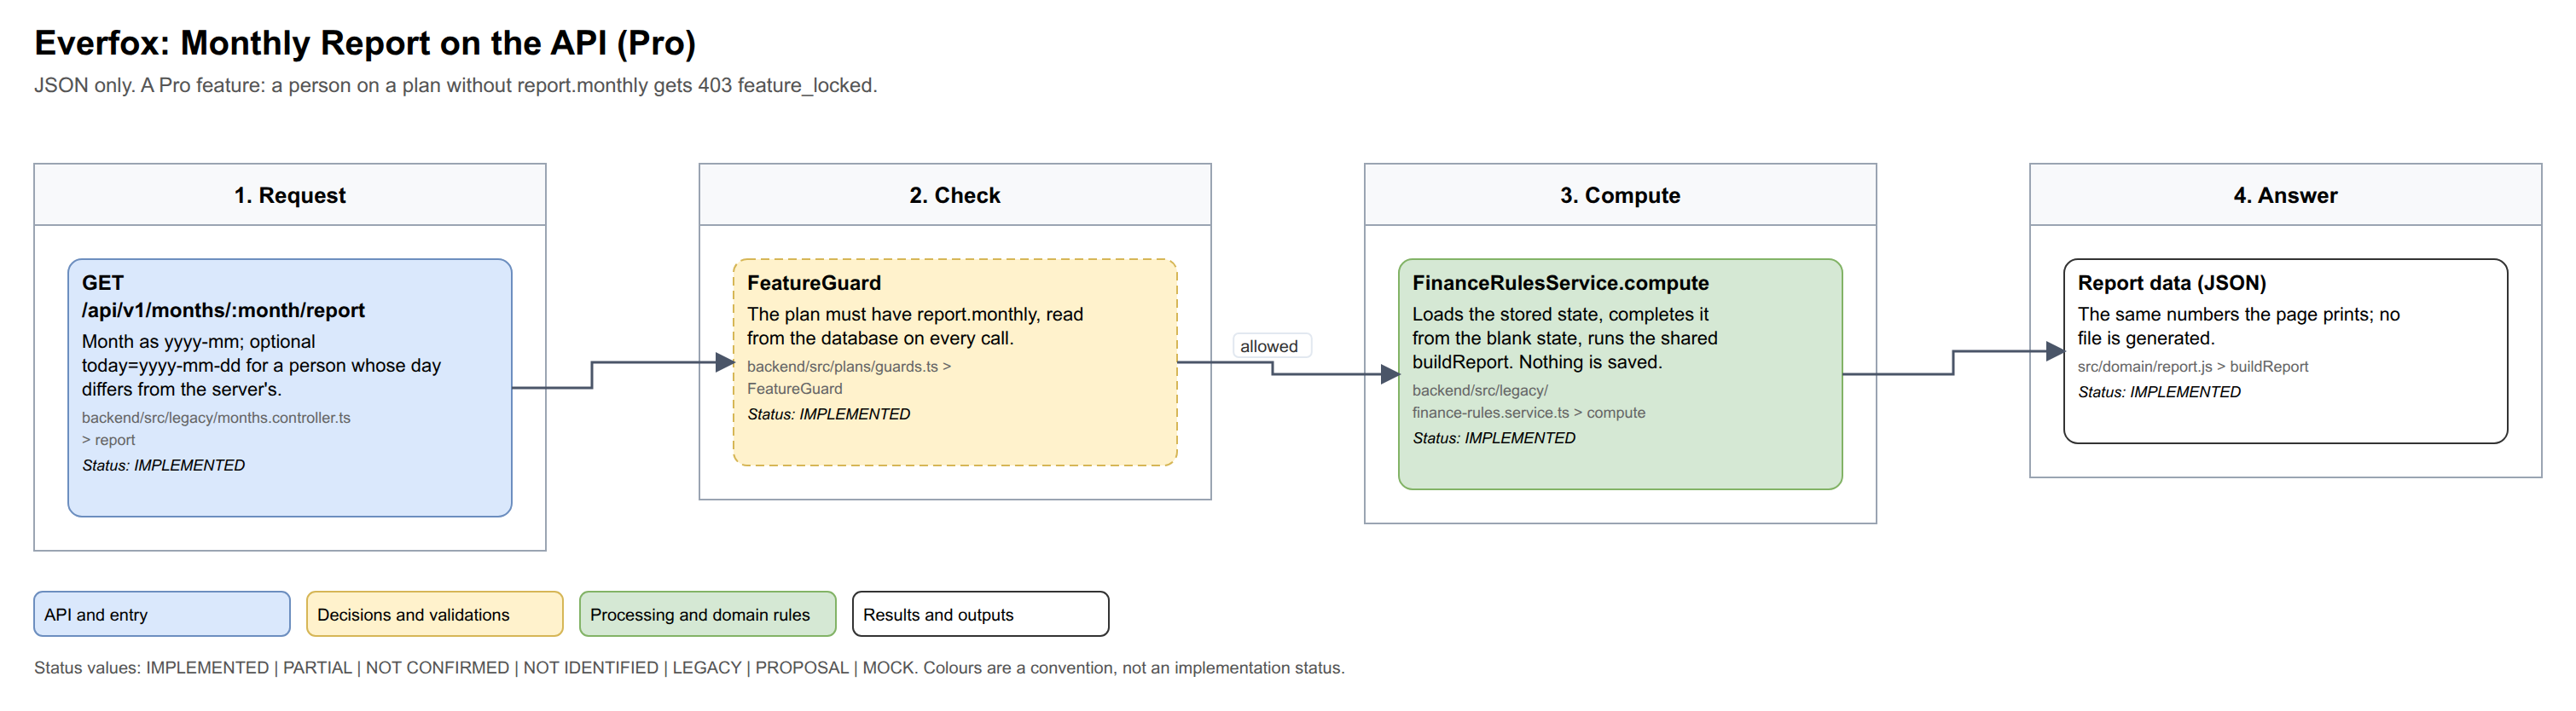 Everfox: Monthly Report on the API (Pro)
JSON only. A Pro feature: a person on a plan without report.monthly gets 403 feature_locked.
1. Request
GET
/api/v1/months/:month/report
Month as yyyy-mm; optional
today=yyyy-mm-dd for a person whose day
differs from the server's.
backend/src/legacy/months.controller.ts
> report
Status: IMPLEMENTED
2. Check
FeatureGuard
The plan must have report.monthly, read
from the database on every call.
backend/src/plans/guards.ts >
FeatureGuard
Status: IMPLEMENTED
allowed
3. Compute
FinanceRulesService.compute
Loads the stored state, completes it
from the blank state, runs the shared
buildReport. Nothing is saved.
backend/src/legacy/
finance-rules.service.ts > compute
Status: IMPLEMENTED
4. Answer
Report data (JSON)
The same numbers the page prints; no
file is generated.
src/domain/report.js > buildReport
Status: IMPLEMENTED
API and entry
Decisions and validations
Processing and domain rules
Results and outputs
Status values: IMPLEMENTED | PARTIAL | NOT CONFIRMED | NOT IDENTIFIED | LEGACY | PROPOSAL | MOCK. Colours are a convention, not an implementation status.